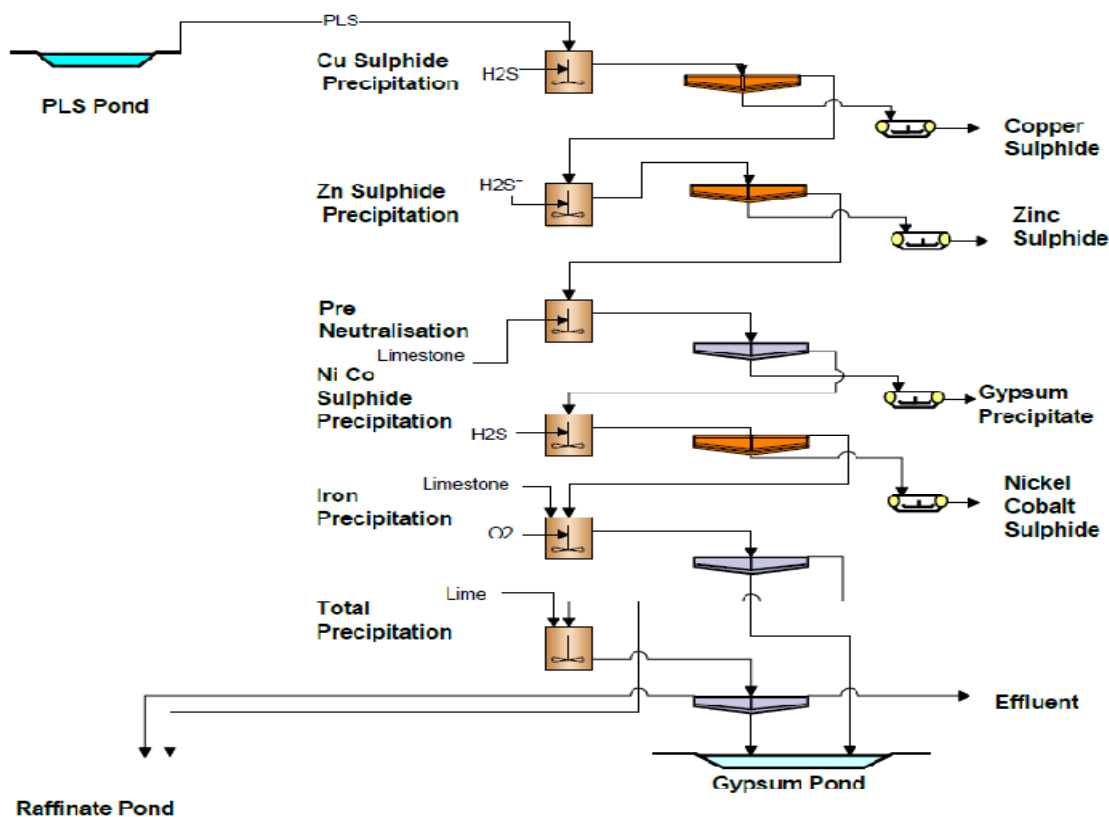 PLS
PLS Pond
Cu Sulphide
Precipitation
H2S
Copper
Sulphide
Zn Sulphide
Precipitation
H2S
Zinc
Sulphide
Pre
Neutralisation
Limestone
Gypsum
Precipitate
Ni Co
Sulphide
Precipitation
H2S
Nickel
Cobalt
Sulphide
Limestone
Iron
Precipitation
O2
Lime
Total
Precipitation
Effluent
Gypsum Pond
Raffinate Pond